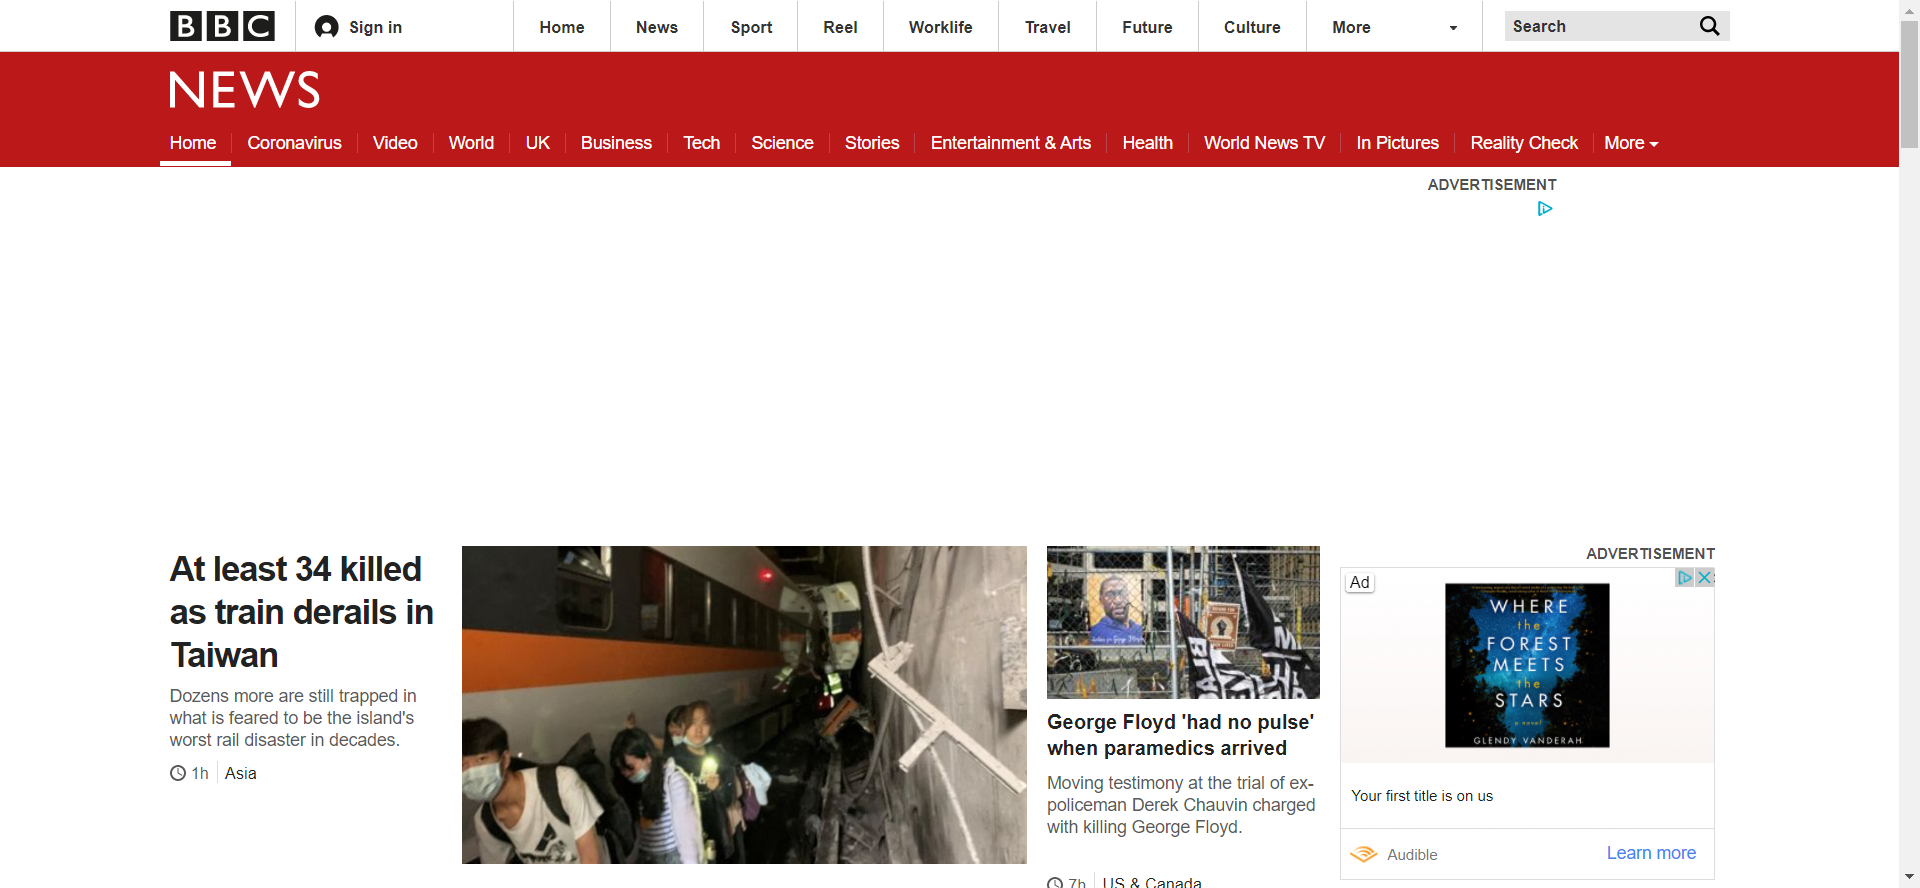 BBC
Sign in
Home
News
Sport
Reel
Worklife
Travel
Future
Culture
More
Search
NEWS
Home
Coronavirus
Video
World
UK
Business
Tech
Science
Stories
Entertainment & Arts
Health
World News TV
In Pictures
Reality Check
More
ADVERTISEMENT
At least 34 killed
as train derails in
Taiwan
Dozens more are still trapped in
what is feared to be the island's
worst rail disaster in decades.
1h
Asia
George Floyd 'had no pulse'
when paramedics arrived
Moving testimony at the trial of ex-
policeman Derek Chauvin charged
with killing George Floyd.
7h
US & Canada
ADVERTISEMENT
Ad
WHERE
the
FOREST
MEETS
the
STARS
a novel
GLENDY VANDERAH
Your first title is on us
Audible
Learn more